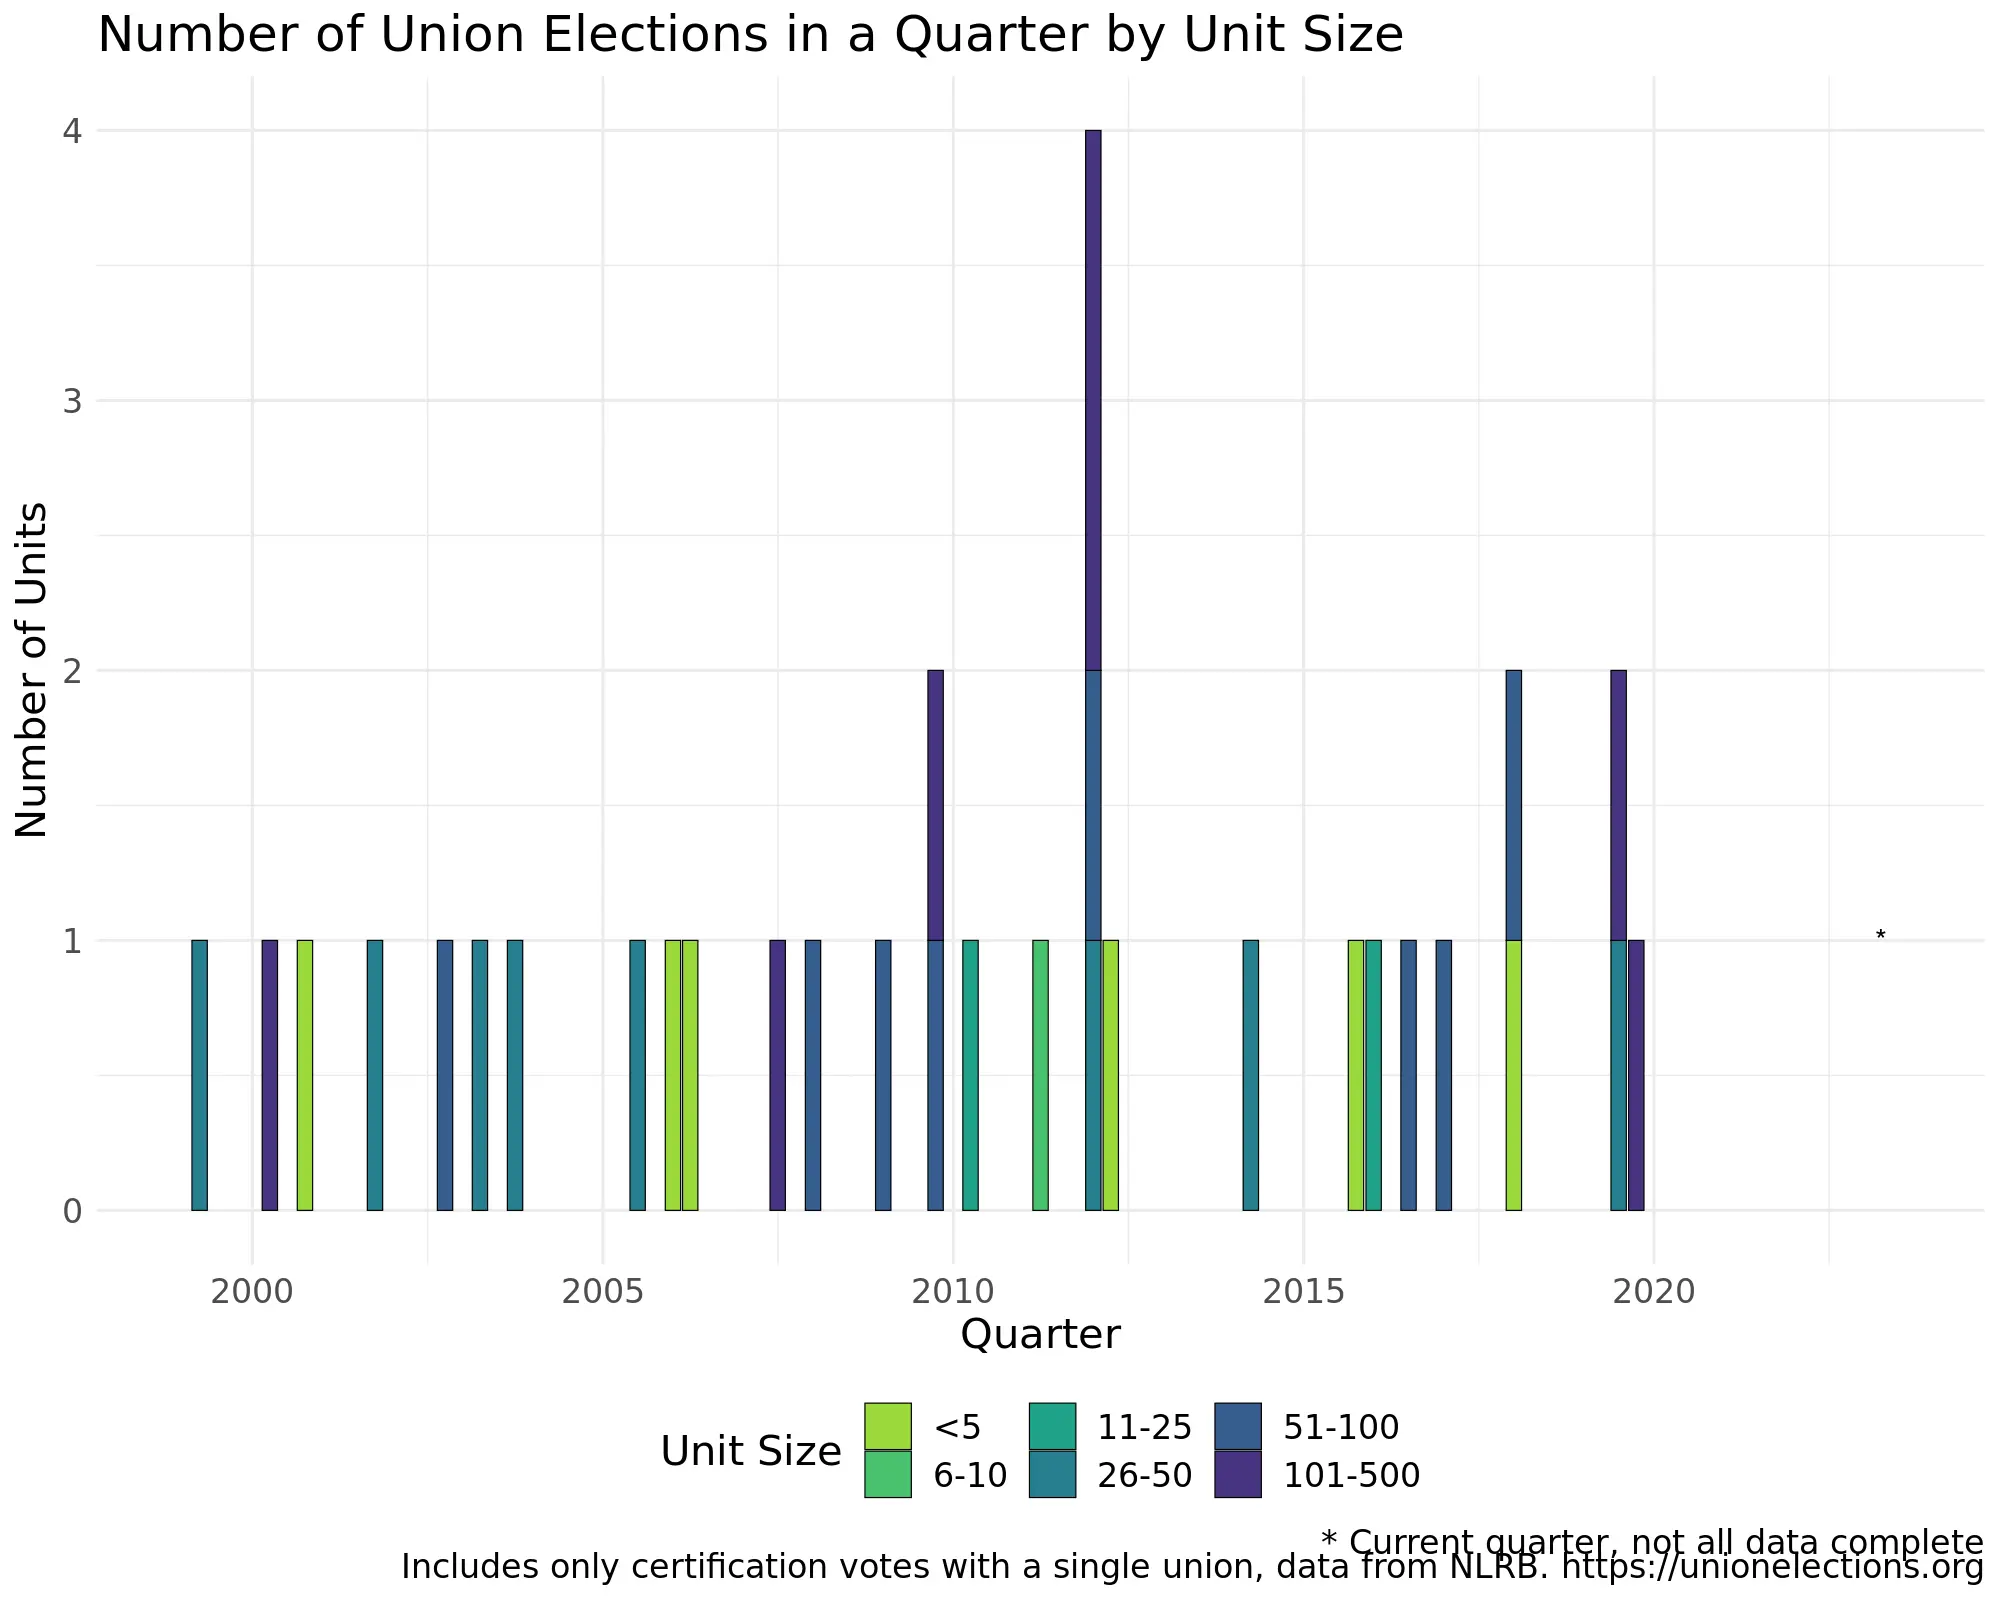 Number of Union Elections in a Quarter by Unit Size
Number of Units
4
3
2
1
0
*
2000 2005 2010 2015 2020
Quarter
Unit Size
<5 11-25 51-100
6-10 26-50 101-500
* Current quarter, not all data complete
Includes only certification votes with a single union, data from NLRB. https://unionelections.org